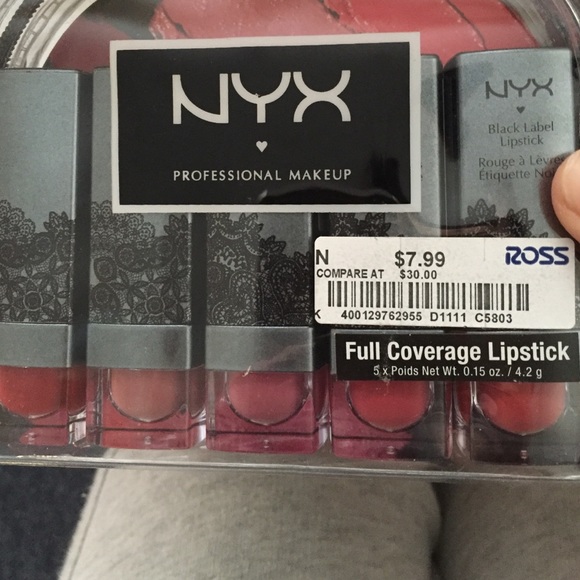 NYX
PROFESSIONAL MAKEUP
NYX
Black Label
Lipstick
Rouge à Lèvres
Étiquette
N $7.99 ROSS
COMPARE AT $30.00
K 400129762955 D1111 C5803
Full Coverage Lipstick
5 x Poids Net Wt. 0.15 oz. / 4.2 g